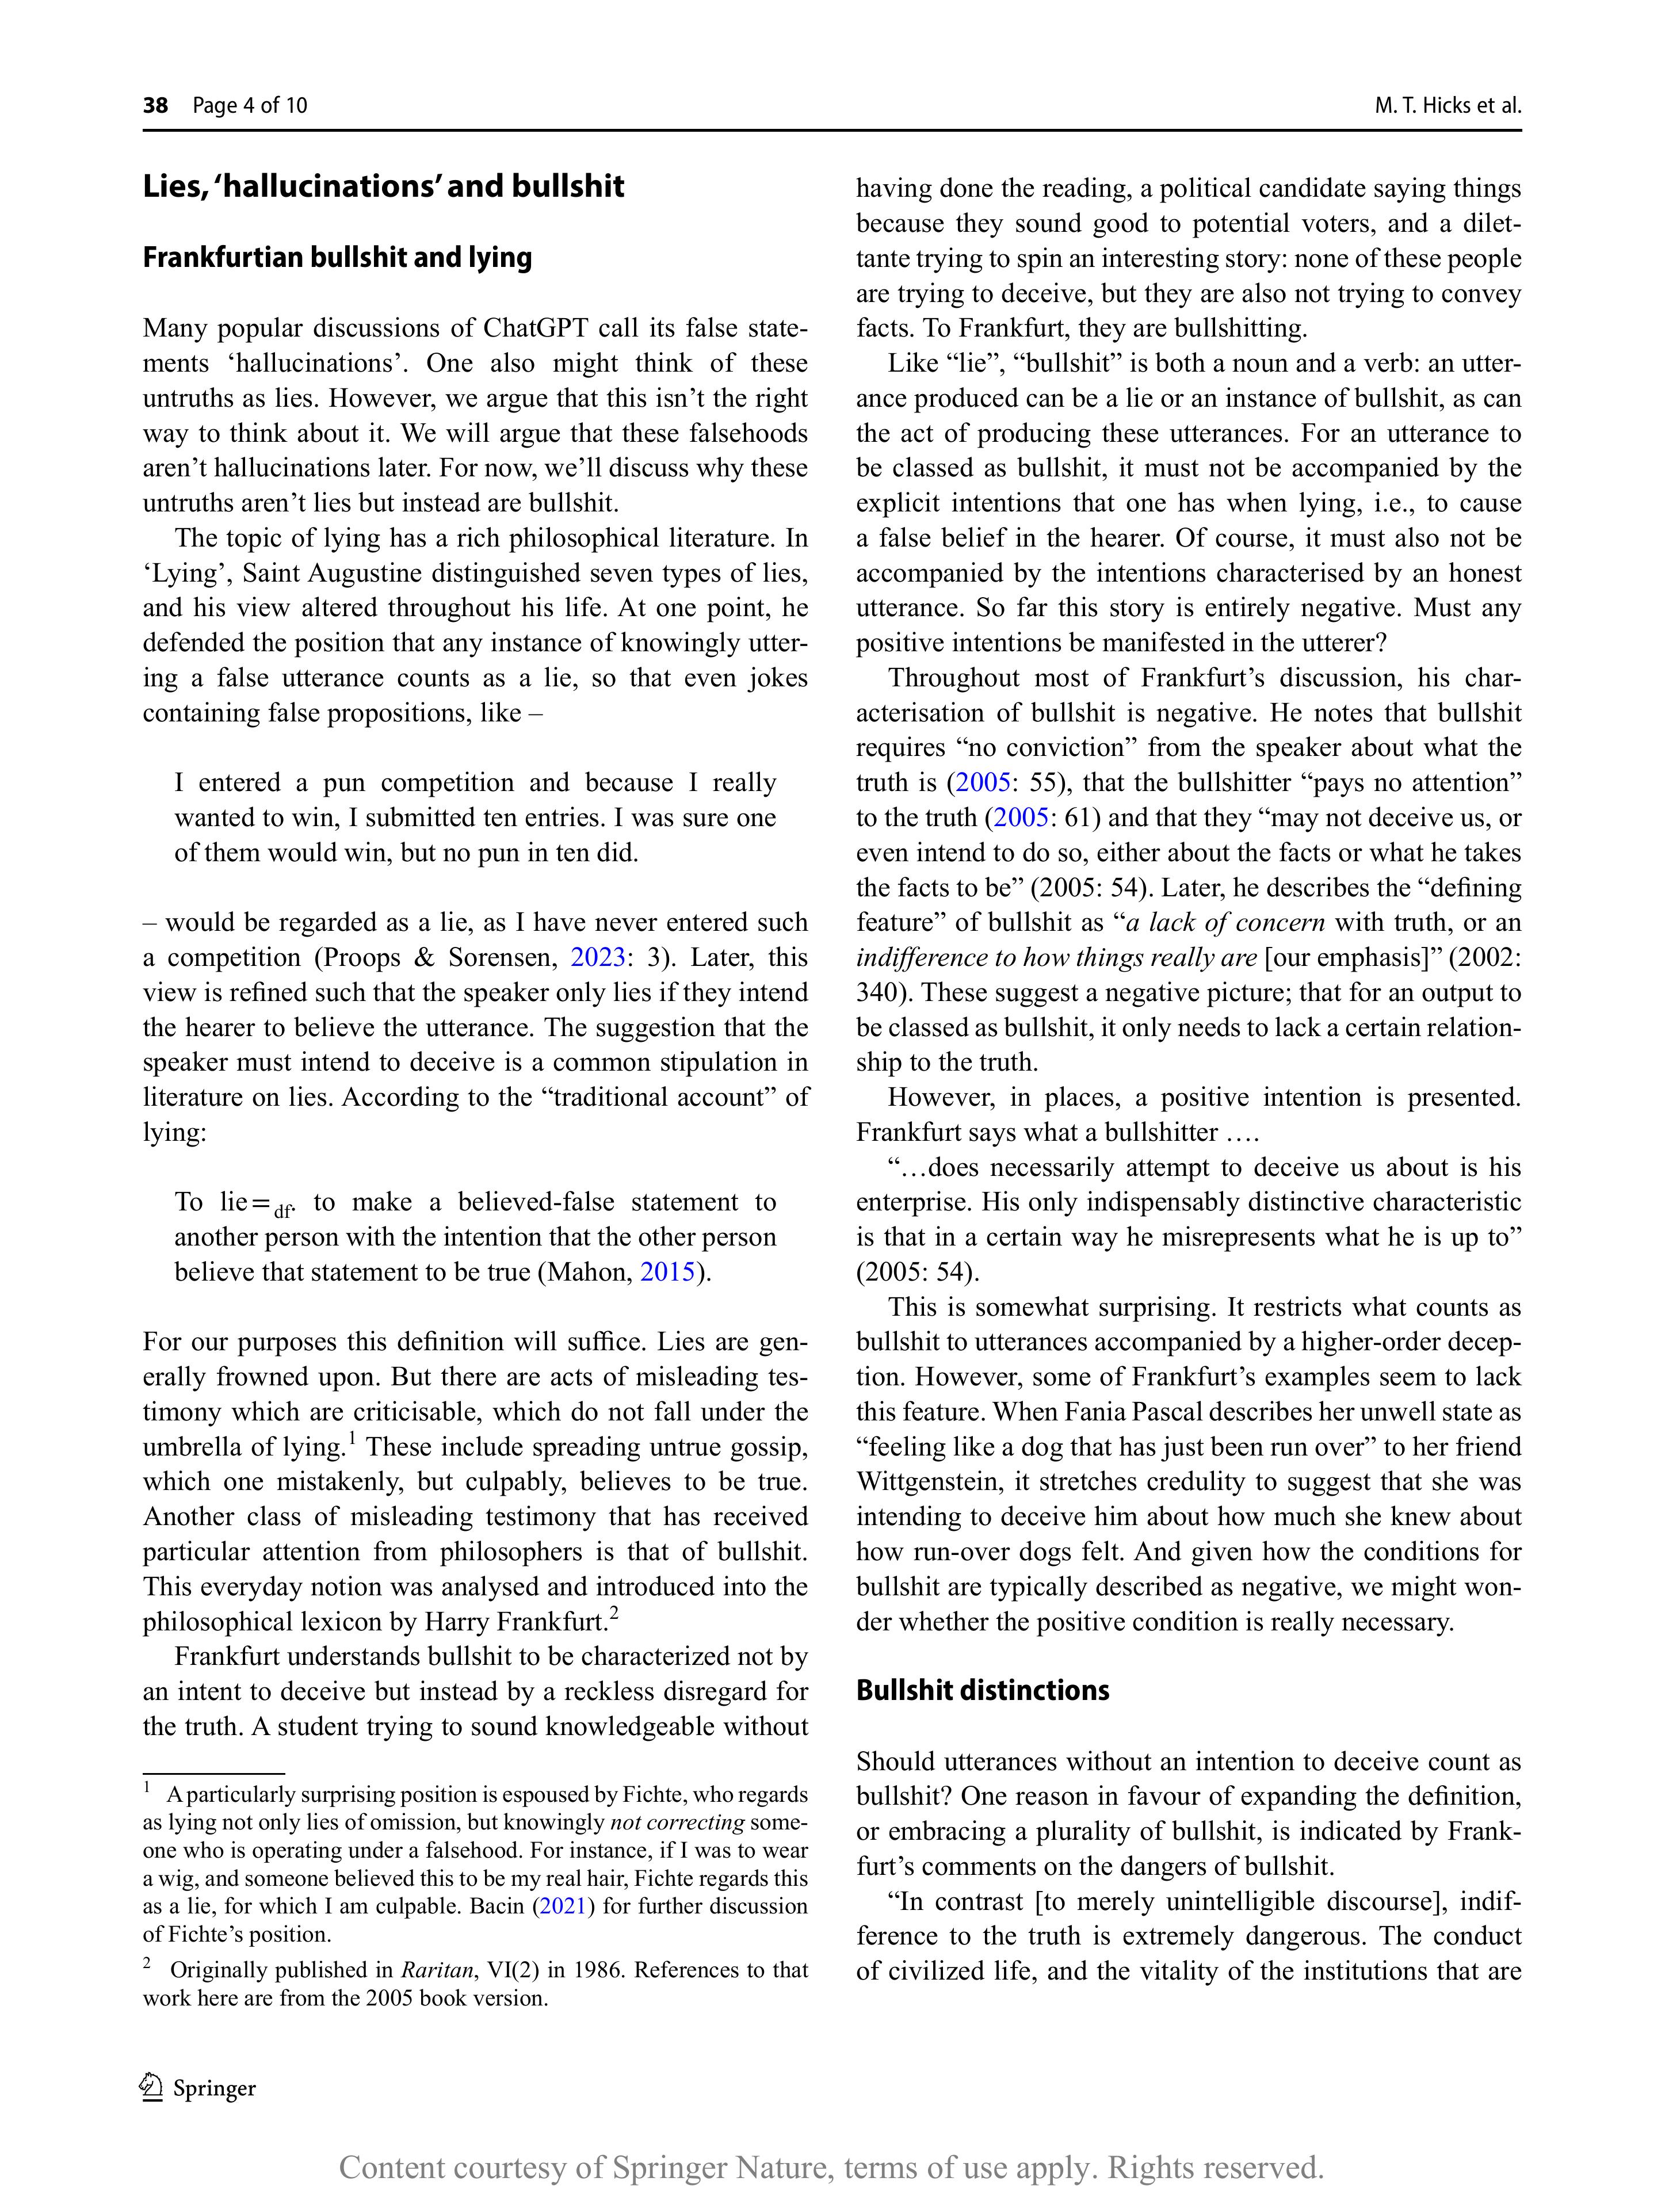 38 Page 4 of 10
M. T. Hicks et al.
Lies, ‘hallucinations’ and bullshit
Frankfurtian bullshit and lying
Many popular discussions of ChatGPT call its false state-
ments ‘hallucinations’. One also might think of these
untruths as lies. However, we argue that this isn’t the right
way to think about it. We will argue that these falsehoods
aren’t hallucinations later. For now, we’ll discuss why these
untruths aren’t lies but instead are bullshit.
The topic of lying has a rich philosophical literature. In
‘Lying’, Saint Augustine distinguished seven types of lies,
and his view altered throughout his life. At one point, he
defended the position that any instance of knowingly utter-
ing a false utterance counts as a lie, so that even jokes
containing false propositions, like –
I entered a pun competition and because I really
wanted to win, I submitted ten entries. I was sure one
of them would win, but no pun in ten did.
– would be regarded as a lie, as I have never entered such
a competition (Proops & Sorensen, 2023: 3). Later, this
view is refined such that the speaker only lies if they intend
the hearer to believe the utterance. The suggestion that the
speaker must intend to deceive is a common stipulation in
literature on lies. According to the “traditional account” of
lying:
To lie = df. to make a believed-false statement to
another person with the intention that the other person
believe that statement to be true (Mahon, 2015).
For our purposes this definition will suffice. Lies are gen-
erally frowned upon. But there are acts of misleading tes-
timony which are criticisable, which do not fall under the
umbrella of lying.1 These include spreading untrue gossip,
which one mistakenly, but culpably, believes to be true.
Another class of misleading testimony that has received
particular attention from philosophers is that of bullshit.
This everyday notion was analysed and introduced into the
philosophical lexicon by Harry Frankfurt.2
Frankfurt understands bullshit to be characterized not by
an intent to deceive but instead by a reckless disregard for
the truth. A student trying to sound knowledgeable without
1 A particularly surprising position is espoused by Fichte, who regards
as lying not only lies of omission, but knowingly not correcting some-
one who is operating under a falsehood. For instance, if I was to wear
a wig, and someone believed this to be my real hair, Fichte regards this
as a lie, for which I am culpable. Bacin (2021) for further discussion
of Fichte’s position.
2 Originally published in Raritan, VI(2) in 1986. References to that
work here are from the 2005 book version.
having done the reading, a political candidate saying things
because they sound good to potential voters, and a dilet-
tante trying to spin an interesting story: none of these people
are trying to deceive, but they are also not trying to convey
facts. To Frankfurt, they are bullshitting.
Like “lie”, “bullshit” is both a noun and a verb: an utter-
ance produced can be a lie or an instance of bullshit, as can
the act of producing these utterances. For an utterance to
be classed as bullshit, it must not be accompanied by the
explicit intentions that one has when lying, i.e., to cause
a false belief in the hearer. Of course, it must also not be
accompanied by the intentions characterised by an honest
utterance. So far this story is entirely negative. Must any
positive intentions be manifested in the utterer?
Throughout most of Frankfurt’s discussion, his char-
acterisation of bullshit is negative. He notes that bullshit
requires “no conviction” from the speaker about what the
truth is (2005: 55), that the bullshitter “pays no attention”
to the truth (2005: 61) and that they “may not deceive us, or
even intend to do so, either about the facts or what he takes
the facts to be” (2005: 54). Later, he describes the “defining
feature” of bullshit as “a lack of concern with truth, or an
indifference to how things really are [our emphasis]” (2002:
340). These suggest a negative picture; that for an output to
be classed as bullshit, it only needs to lack a certain relation-
ship to the truth.
However, in places, a positive intention is presented.
Frankfurt says what a bullshitter ….
“…does necessarily attempt to deceive us about is his
enterprise. His only indispensably distinctive characteristic
is that in a certain way he misrepresents what he is up to”
(2005: 54).
This is somewhat surprising. It restricts what counts as
bullshit to utterances accompanied by a higher-order decep-
tion. However, some of Frankfurt’s examples seem to lack
this feature. When Fania Pascal describes her unwell state as
“feeling like a dog that has just been run over” to her friend
Wittgenstein, it stretches credulity to suggest that she was
intending to deceive him about how much she knew about
how run-over dogs felt. And given how the conditions for
bullshit are typically described as negative, we might won-
der whether the positive condition is really necessary.
Bullshit distinctions
Should utterances without an intention to deceive count as
bullshit? One reason in favour of expanding the definition,
or embracing a plurality of bullshit, is indicated by Frank-
furt’s comments on the dangers of bullshit.
“In contrast [to merely unintelligible discourse], indif-
ference to the truth is extremely dangerous. The conduct
of civilized life, and the vitality of the institutions that are
Springer
Content courtesy of Springer Nature, terms of use apply. Rights reserved.